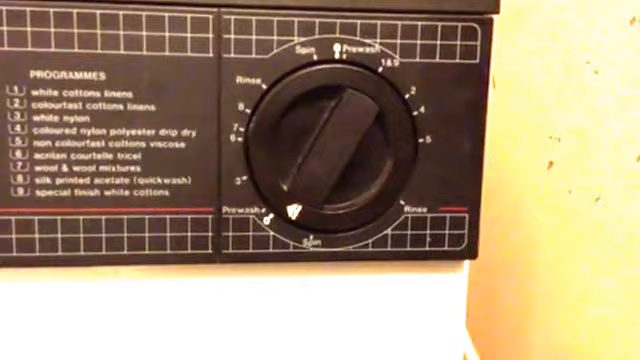 PROGRAMMES
1 white cottons linens
2 colourfast cottons linens
3 white nylon
4 coloured nylon polyester drip dry
5 non colourfast cottons viscose
6 acrilan courtelle tricel
7 wool & wool mixtures
8 silk printed acetate (quickwash)
9 special finish white cottons
Spin
Prewash
1&9
Rinse
2
8
4
7
6
5
3
Prewash
Rinse
Spin